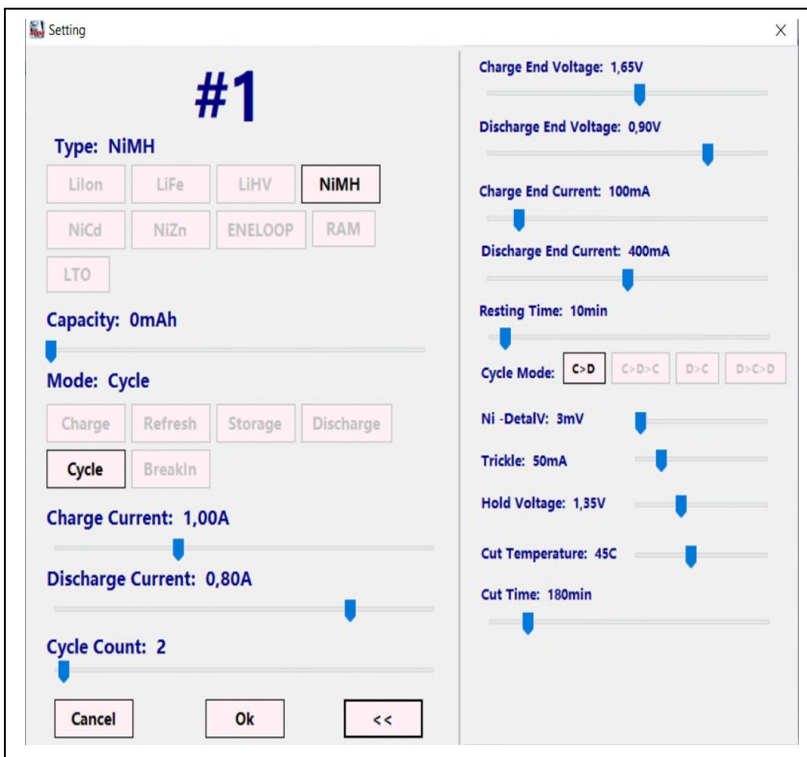 Setting
#1
Type: NiMH
LiIon LiFe LiHV NiMH
NiCd NiZn ENELOOP RAM
LTO
Capacity: 0mAh
Mode: Cycle
Charge Refresh Storage Discharge
Cycle BreakIn
Charge Current: 1,00A
Discharge Current: 0,80A
Cycle Count: 2
Cancel Ok <<
Charge End Voltage: 1,65V
Discharge End Voltage: 0,90V
Charge End Current: 100mA
Discharge End Current: 400mA
Resting Time: 10min
Cycle Mode: C>D C>D>C D>C D>C>D
Ni -DetalV: 3mV
Trickle: 50mA
Hold Voltage: 1,35V
Cut Temperature: 45C
Cut Time: 180min